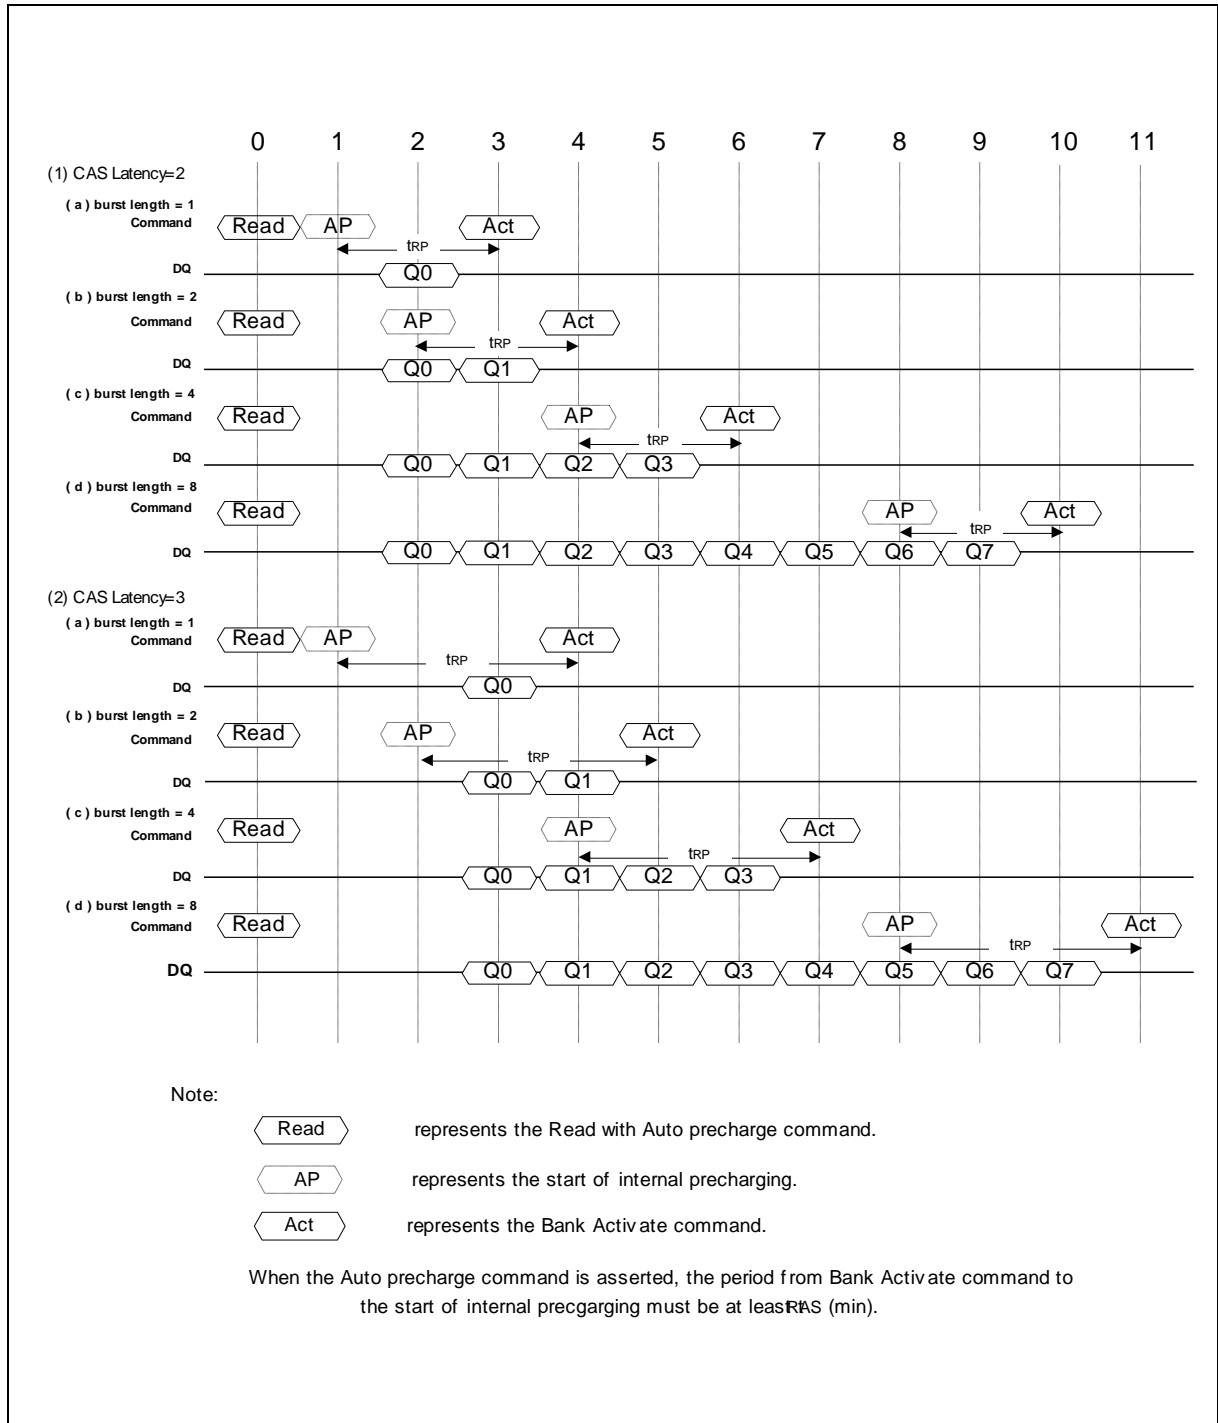 0 1 2 3 4 5 6 7 8 9 10 11
(1) CAS Latency=2
( a ) burst length = 1
Command Read AP Act
tRP
DQ Q0
( b ) burst length = 2
Command Read AP Act
tRP
DQ Q0 Q1
( c ) burst length = 4
Command Read AP Act
tRP
DQ Q0 Q1 Q2 Q3
( d ) burst length = 8
Command Read AP Act
tRP
DQ Q0 Q1 Q2 Q3 Q4 Q5 Q6 Q7
(2) CAS Latency=3
( a ) burst length = 1
Command Read AP Act
tRP
DQ Q0
( b ) burst length = 2
Command Read AP Act
tRP
DQ Q0 Q1
( c ) burst length = 4
Command Read AP Act
tRP
DQ Q0 Q1 Q2 Q3
( d ) burst length = 8
Command Read AP Act
tRP
DQ Q0 Q1 Q2 Q3 Q4 Q5 Q6 Q7
Note:
Read represents the Read with Auto precharge command.
AP represents the start of internal precharging.
Act represents the Bank Activate command.
When the Auto precharge command is asserted, the period from Bank Activate command to
the start of internal precgarging must be at least tRAS (min).